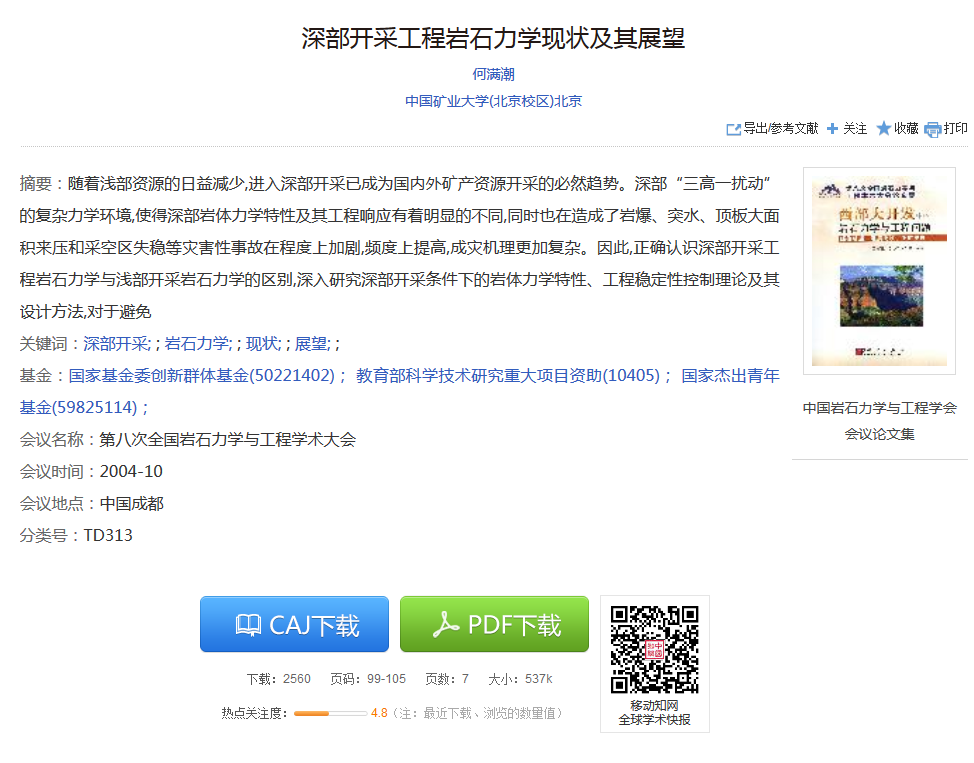 深部开采工程岩石力学现状及其展望
何满潮
中国矿业大学(北京校区)北京
导出/参考文献 关注 收藏 打印
摘要：随着浅部资源的日益减少,进入深部开采已成为国内外矿产资源开采的必然趋势。深部“三高一扰动”
的复杂力学环境,使得深部岩体力学特性及其工程响应有着明显的不同,同时也在造成了岩爆、突水、顶板大面
积来压和采空区失稳等灾害性事故在程度上加剧,频度上提高,成灾机理更加复杂。因此,正确认识深部开采工
程岩石力学与浅部开采岩石力学的区别,深入研究深部开采条件下的岩体力学特性、工程稳定性控制理论及其
设计方法,对于避免
关键词：深部开采; ; 岩石力学; ; 现状; ; 展望; ;
基金：国家基金委创新群体基金(50221402)； 教育部科学技术研究重大项目资助(10405)； 国家杰出青年
基金(59825114)；
会议名称：第八次全国岩石力学与工程学术大会
会议时间：2004-10
会议地点：中国成都
分类号：TD313
西部大开发中的
岩石力学与工程问题
中国岩石力学与工程学会
会议论文集
CAJ下载 PDF下载
下载：2560 页码：99-105 页数：7 大小：537k
热点关注度： 4.8（注：最近下载、浏览的数量值）
移动知网
全球学术快报